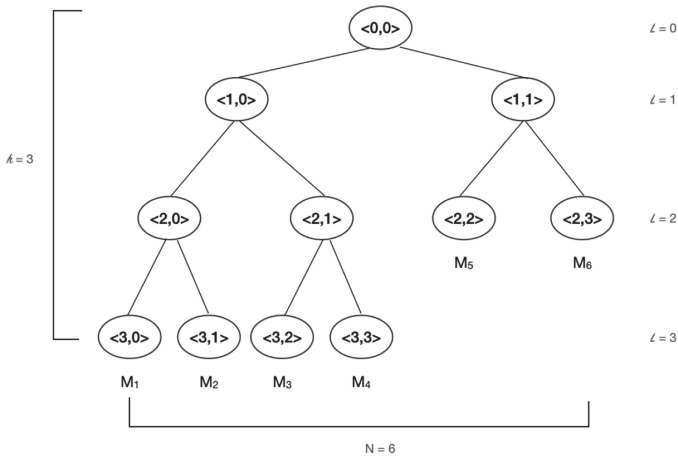 <0,0>
ℓ = 0
<1,0>
<1,1>
ℓ = 1
h = 3
<2,0>
<2,1>
<2,2>
<2,3>
ℓ = 2
M₅
M₆
<3,0>
<3,1>
<3,2>
<3,3>
ℓ = 3
M₁
M₂
M₃
M₄
N = 6